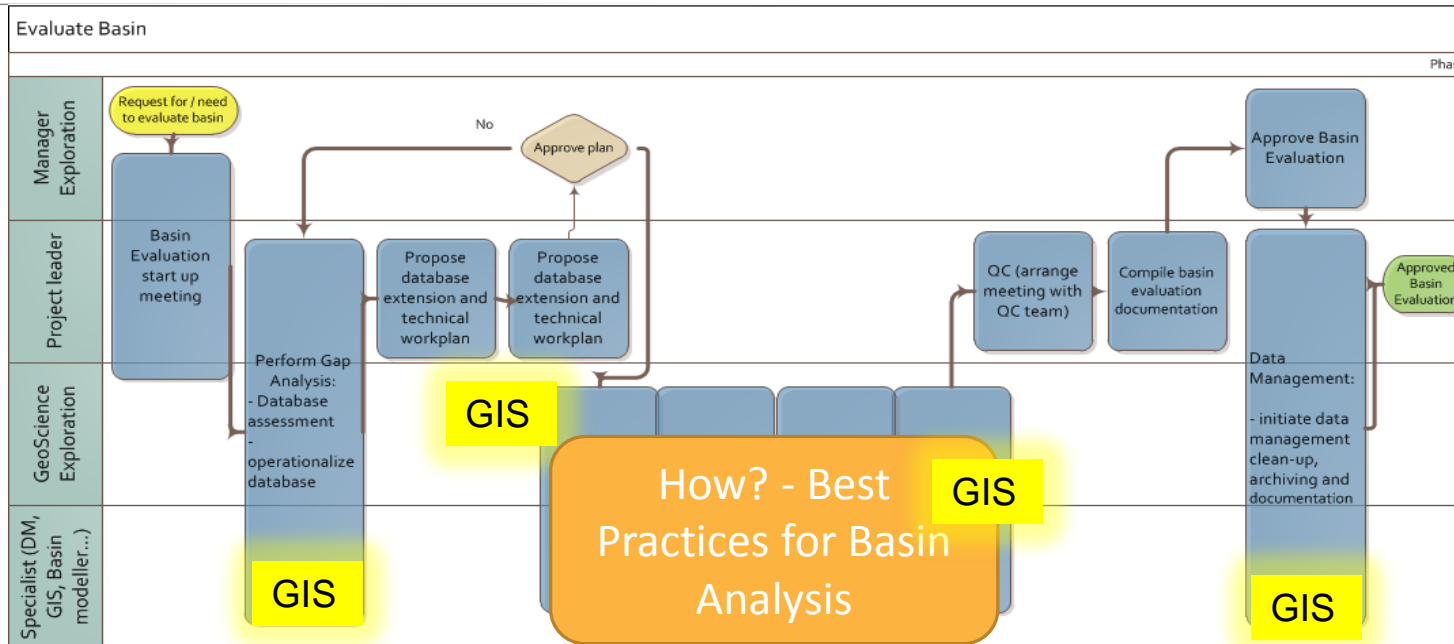 Evaluate Basin
Phas
Manager
Exploration
Request for / need
to evaluate basin
No
Approve plan
Approve Basin
Evaluation
Project leader
Basin
Evaluation
start up
meeting
Propose
database
extension and
technical
workplan
Propose
database
extension and
technical
workplan
QC (arrange
meeting with
QC team)
Compile basin
evaluation
documentation
Approved
Basin
Evaluation
GeoScience
Exploration
Perform Gap
Analysis:
- Database
assessment
-
operationalize
database
GIS
How? - Best
Practices for Basin
Analysis
GIS
Data
Management:
- initiate data
management
clean-up,
archiving and
documentation
Specialist (DM,
GIS, Basin
modeller...)
GIS
GIS